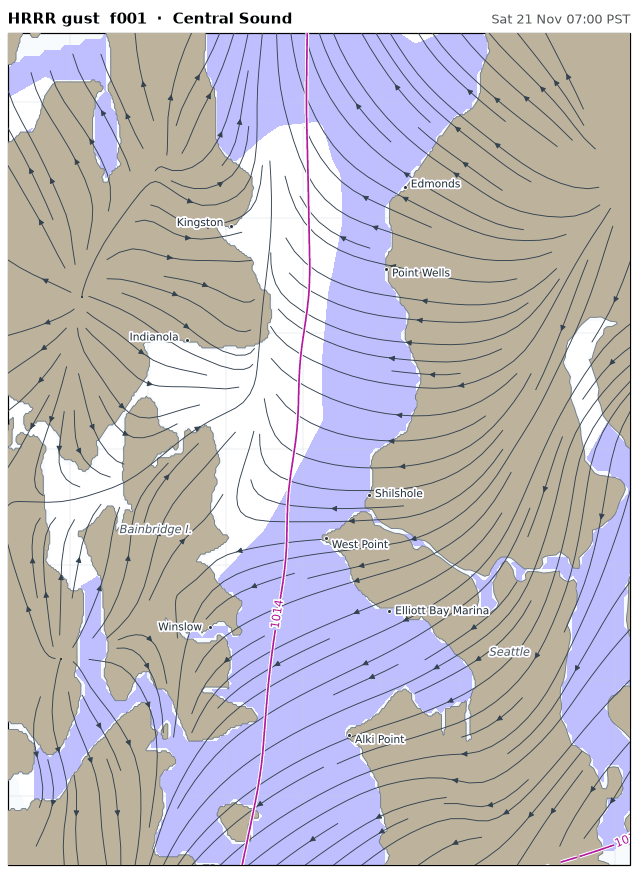 HRRR gust f001 · Central Sound
Sat 21 Nov 07:00 PST
Edmonds
Kingston
Point Wells
Indianola
Shilshole
Bainbridge I.
West Point
1014
Elliott Bay Marina
Winslow
Seattle
Alki Point
10